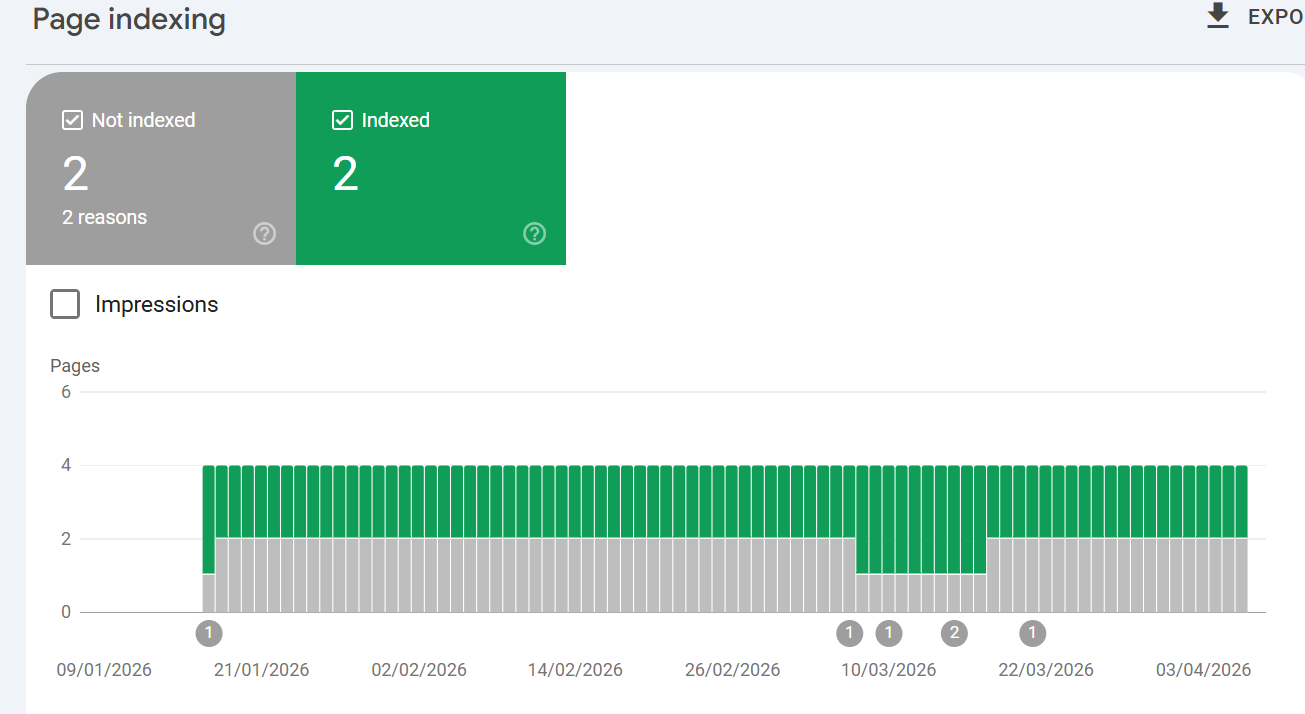 Page indexing
EXPO
Not indexed
Indexed
2
2
2 reasons
Impressions
Pages
6
4
2
0
1
1
1
2
1
09/01/2026
21/01/2026
02/02/2026
14/02/2026
26/02/2026
10/03/2026
22/03/2026
03/04/2026